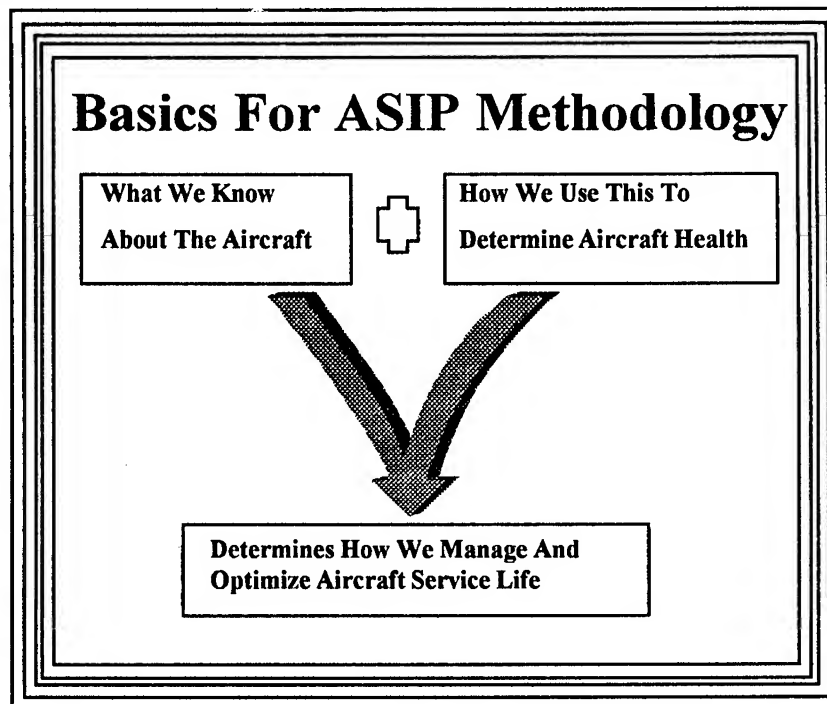 Basics For ASIP Methodology
What We Know
About The Aircraft
How We Use This To
Determine Aircraft Health
Determines How We Manage And
Optimize Aircraft Service Life